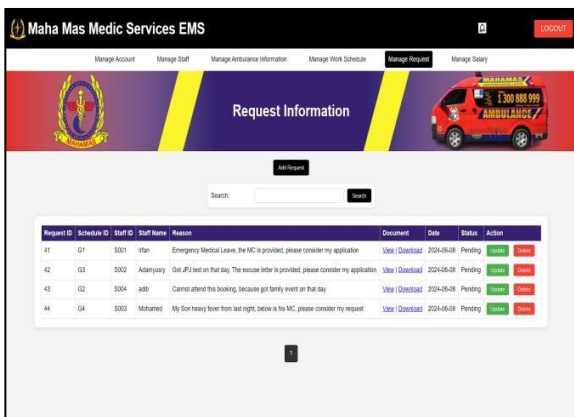 Maha Mas Medic Services EMS
LOGOUT
Manage Account Manage Staff Manage Ambulance Information Manage Work Schedule Manage Request Manage Salary
MAHAMAS
1 300 888 999
AMBULANCE
MAHAMAS
Request Information
Add Request
Search: Search
Request ID Schedule ID Staff ID Staff Name Reason Document Date Status Action
41 G1 S001 Irfan Emergency Medical Leave, the MC is provided, please consider my application View | Download 2024-06-08 Pending Update Delete
42 G3 S002 Adamyusry Got JPJ test on that day, The excuse letter is provided, please consider my application View | Download 2024-06-08 Pending Update Delete
43 G2 S004 adib Cannot attend this booking, because got family event on that day View | Download 2024-06-08 Pending Update Delete
44 G4 S003 Mohamed My Son heavy fever from last night, below is his MC, please consider my request View | Download 2024-06-08 Pending Update Delete
1